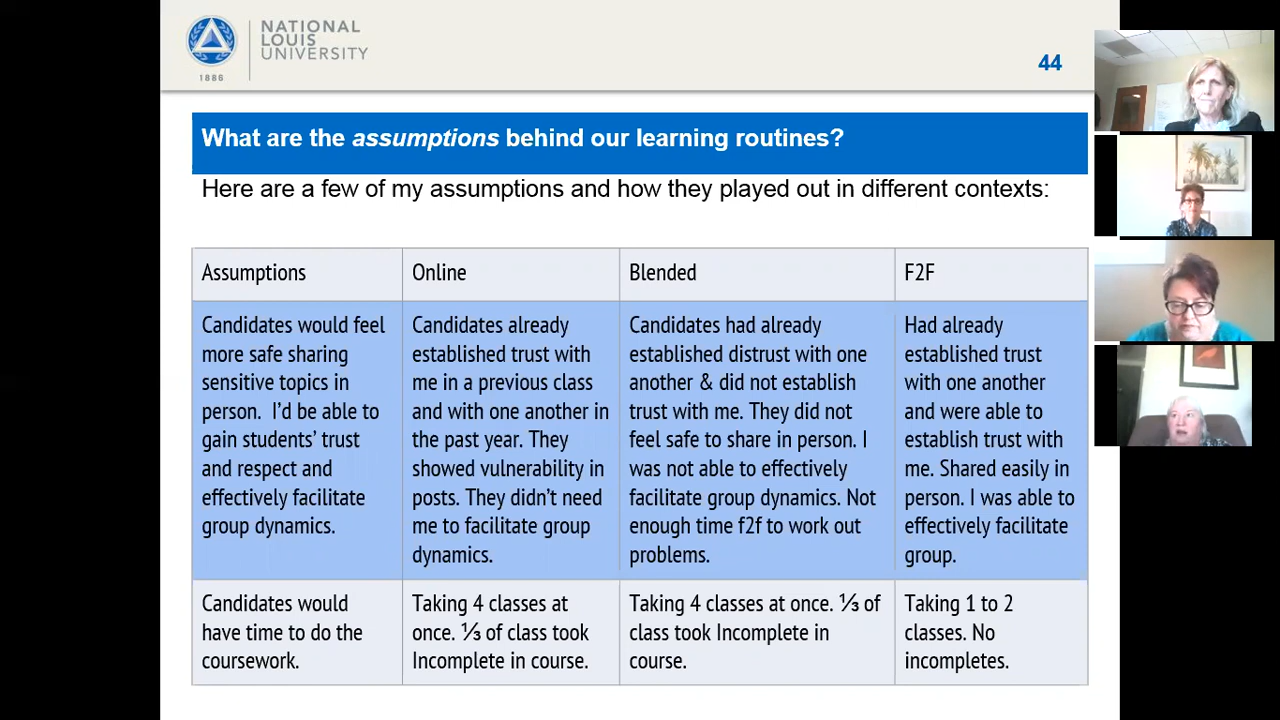 NATIONAL
LOUIS
UNIVERSITY
1886
44
What are the assumptions behind our learning routines?
Here are a few of my assumptions and how they played out in different contexts:
Assumptions
Online
Blended
F2F
Candidates would feel
more safe sharing
sensitive topics in
person. I'd be able to
gain students' trust
and respect and
effectively facilitate
group dynamics.
Candidates already
established trust with
me in a previous class
and with one another in
the past year. They
showed vulnerability in
posts. They didn't need
me to facilitate group
dynamics.
Candidates had already
established distrust with one
another & did not establish
trust with me. They did not
feel safe to share in person. I
was not able to effectively
facilitate group dynamics. Not
enough time f2f to work out
problems.
Had already
established trust
with one another
and were able to
establish trust with
me. Shared easily in
person. I was able to
effectively facilitate
group.
Candidates would
have time to do the
coursework.
Taking 4 classes at
once. ⅓ of class took
Incomplete in course.
Taking 4 classes at once. ⅓ of
class took Incomplete in
course.
Taking 1 to 2
classes. No
incompletes.